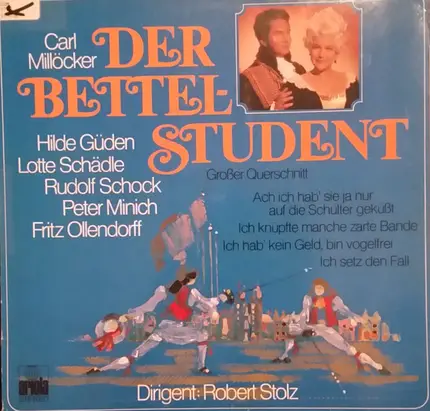 Carl
Millöcker
DER
BETTEL-
STUDENT
Hilde Güden
Lotte Schädle
Rudolf Schock
Peter Minich
Fritz Ollendorff
Großer Querschnitt
Ach ich hab' sie ja nur
auf die Schulter geküßt
Ich knüpfte manche zarte Bande
Ich hab' kein Geld, bin vogelfrei
Ich setz den Fall
ariola
Dirigent: Robert Stolz